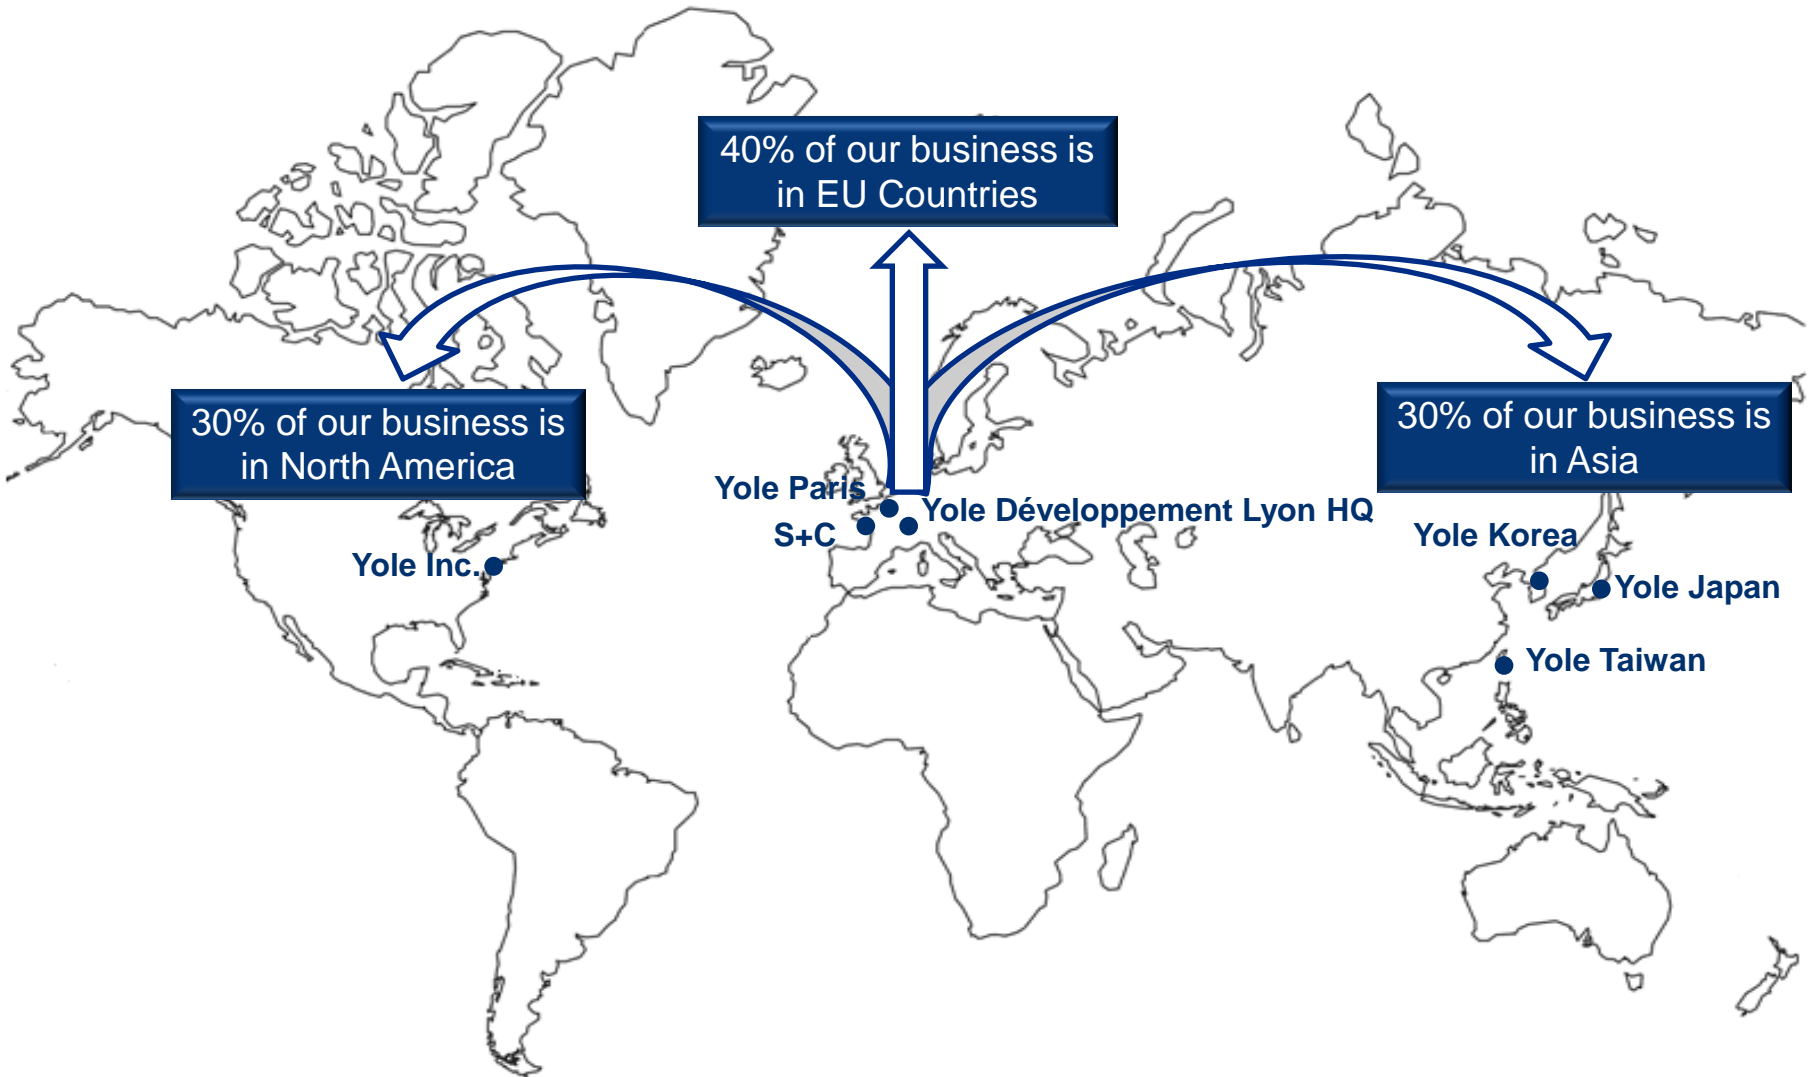 40% of our business is
in EU Countries
30% of our business is
in North America
30% of our business is
in Asia
Yole Paris
S+C
Yole Développement Lyon HQ
Yole Inc.
Yole Korea
Yole Japan
Yole Taiwan